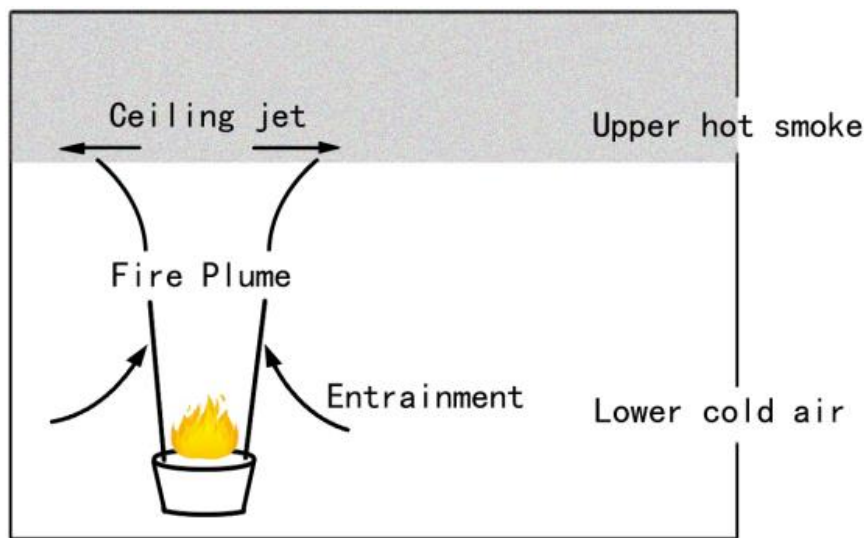 Ceiling jet
Upper hot smoke
Fire Plume
Entrainment
Lower cold air